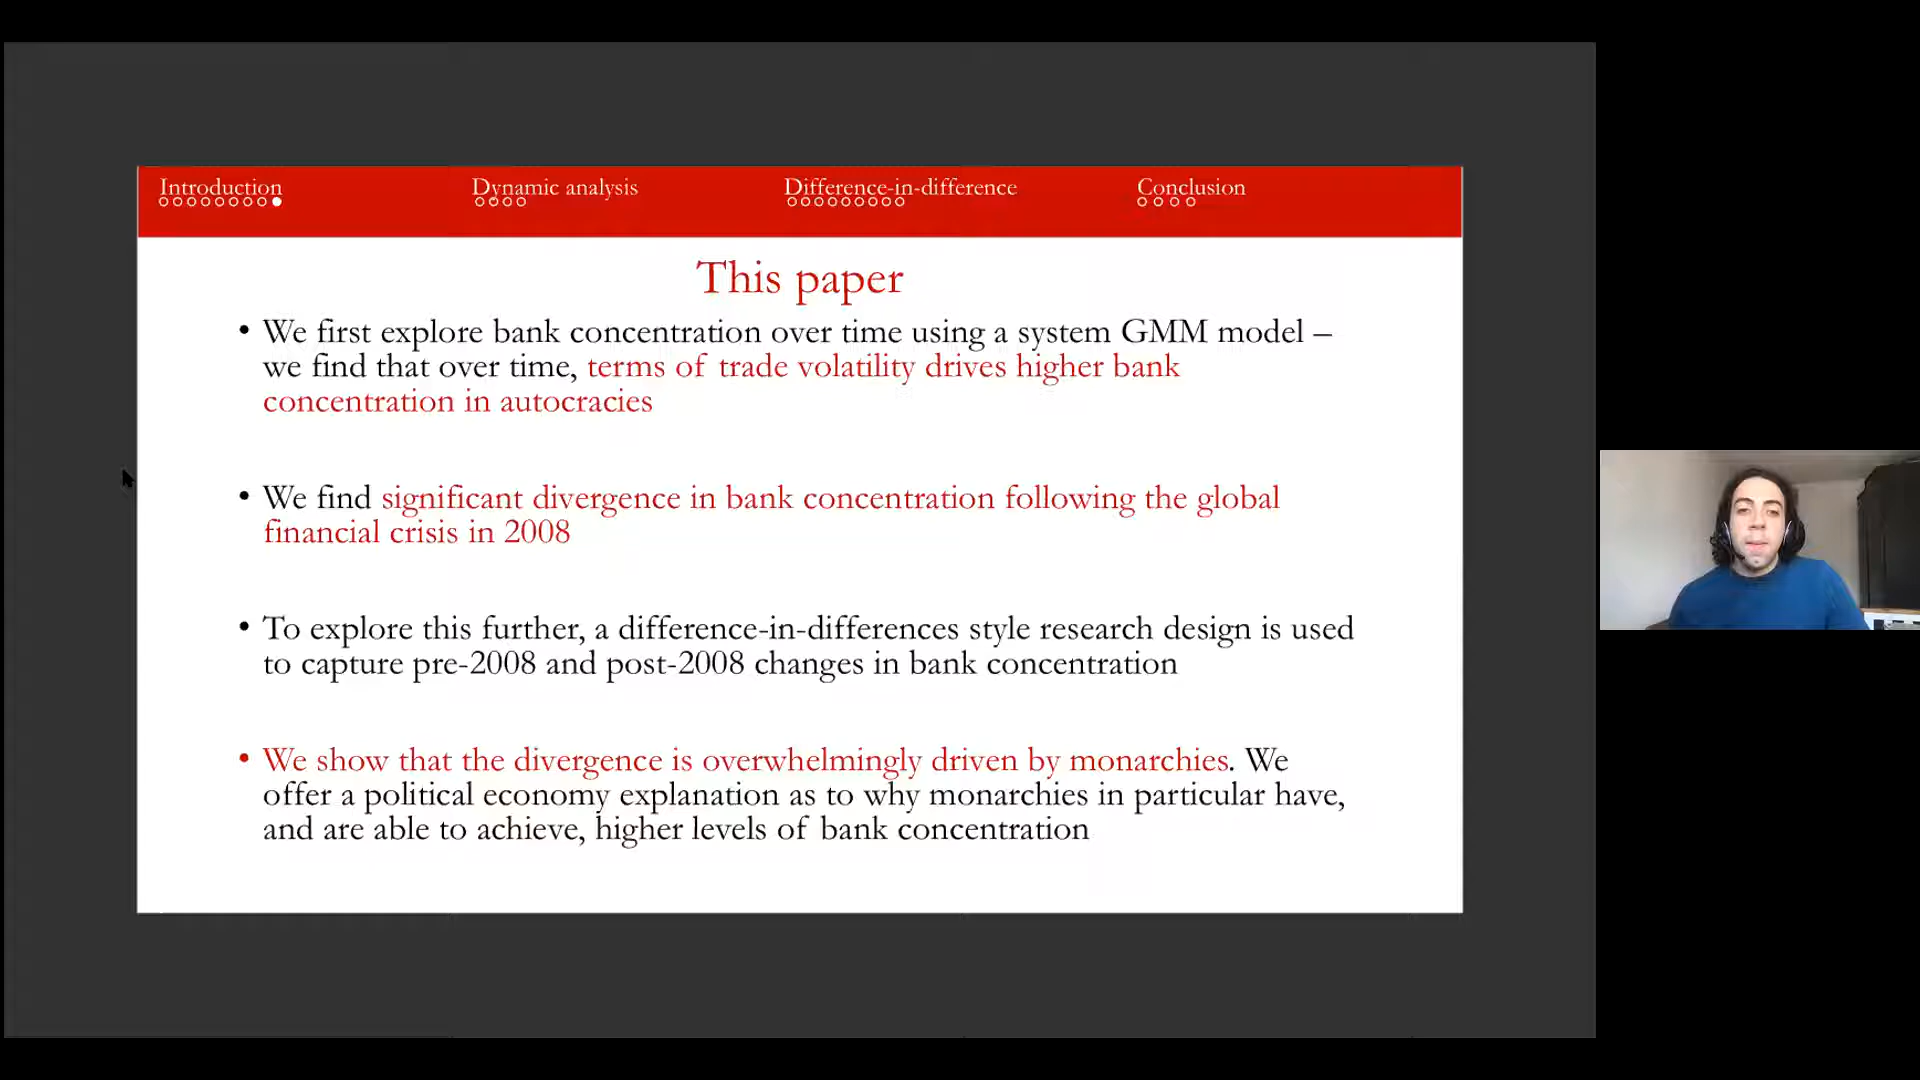 Introduction
Dynamic analysis
Difference-in-difference
Conclusion
This paper
• We first explore bank concentration over time using a system GMM model –
we find that over time, terms of trade volatility drives higher bank
concentration in autocracies
• We find significant divergence in bank concentration following the global
financial crisis in 2008
• To explore this further, a difference-in-differences style research design is used
to capture pre-2008 and post-2008 changes in bank concentration
• We show that the divergence is overwhelmingly driven by monarchies. We
offer a political economy explanation as to why monarchies in particular have,
and are able to achieve, higher levels of bank concentration